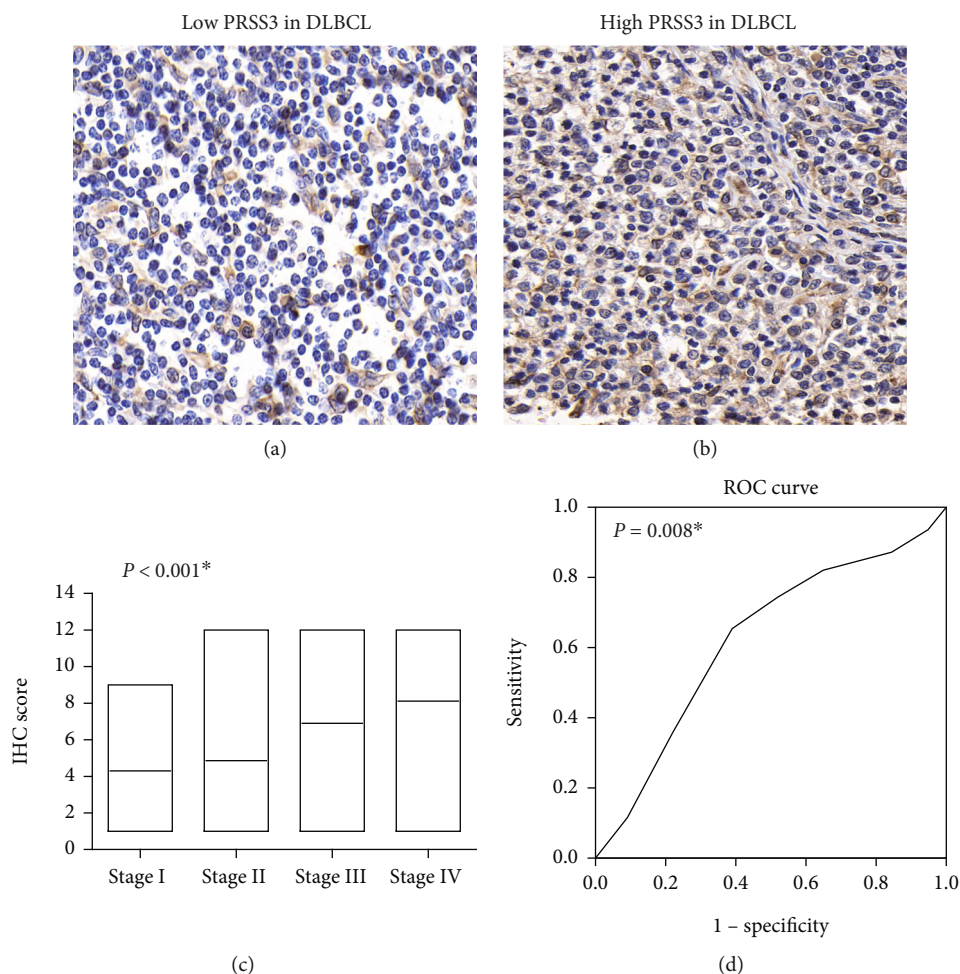 Low PRSS3 in DLBCL
High PRSS3 in DLBCL
(a)
(b)
P < 0.001*
IHC score
14
12
10
8
6
4
2
0
Stage I
Stage II
Stage III
Stage IV
(c)
ROC curve
P = 0.008*
Sensitivity
1.0
0.8
0.6
0.4
0.2
0.0
0.0
0.2
0.4
0.6
0.8
1.0
1 – specificity
(d)